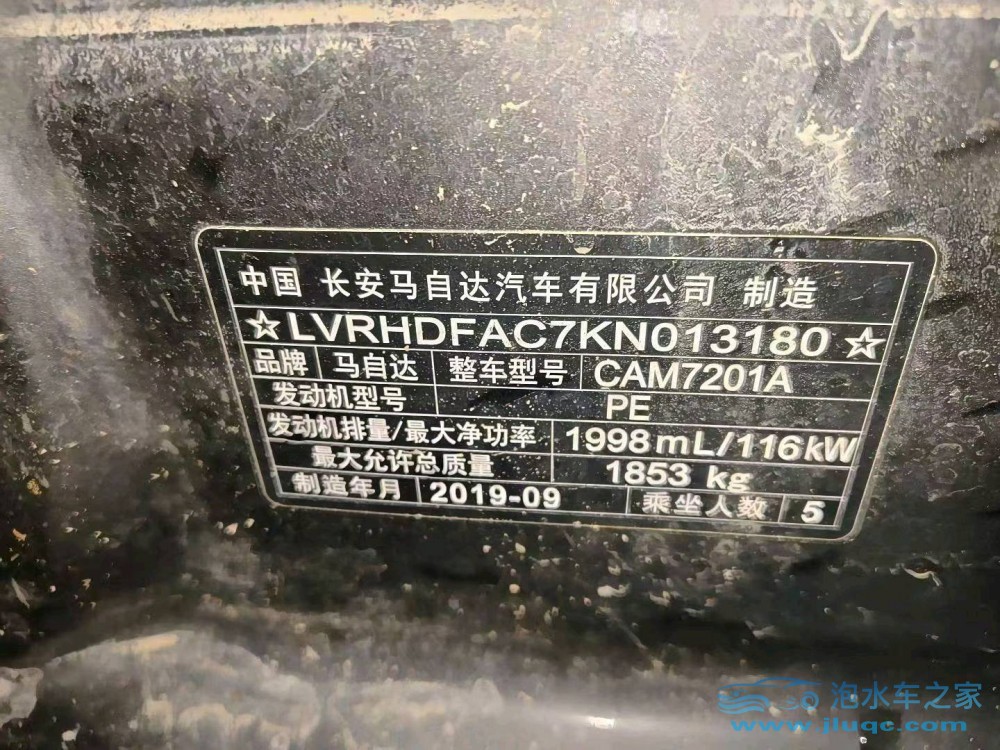 中国 长安马自达汽车有限公司 制造
☆LVRHDFAC7KN013180☆
品牌 马自达 整车型号 CAM7201A
发动机型号 PE
发动机排量/最大净功率 1998mL/116kW
最大允许总质量 1853 kg
制造年月 2019-09 乘坐人数 5
泡水车之家
www.jluqc.com